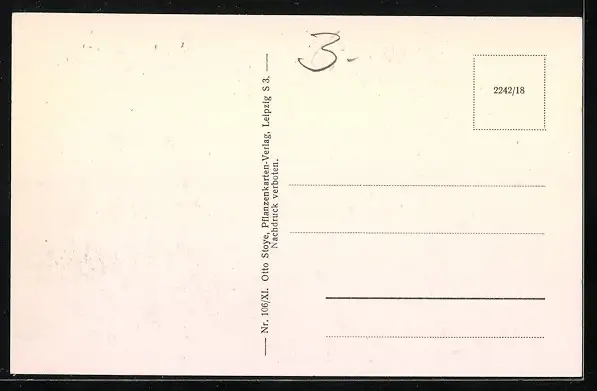 3.-
2242/18
Nr. 106/XI. Otto Stoye, Pflanzenkarten-Verlag, Leipzig S 3.
Nachdruck verboten.